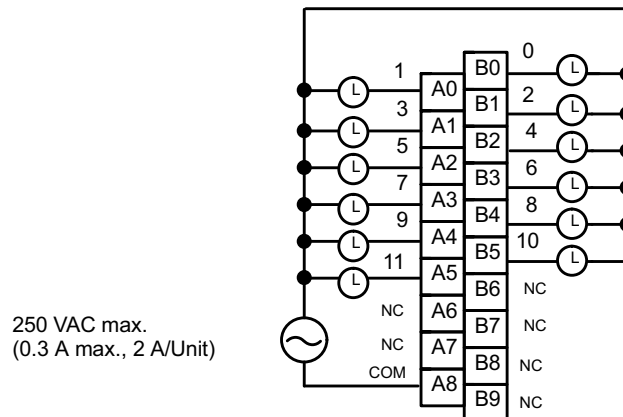 0
B0
L
1
L
A0
2
B1
L
3
L
A1
4
B2
L
5
L
A2
6
B3
L
7
L
A3
8
B4
L
9
L
A4
10
B5
L
11
L
A5
B6
NC
NC
A6
B7
NC
NC
A7
B8
NC
COM
A8
B9
NC
250 VAC max.
(0.3 A max., 2 A/Unit)